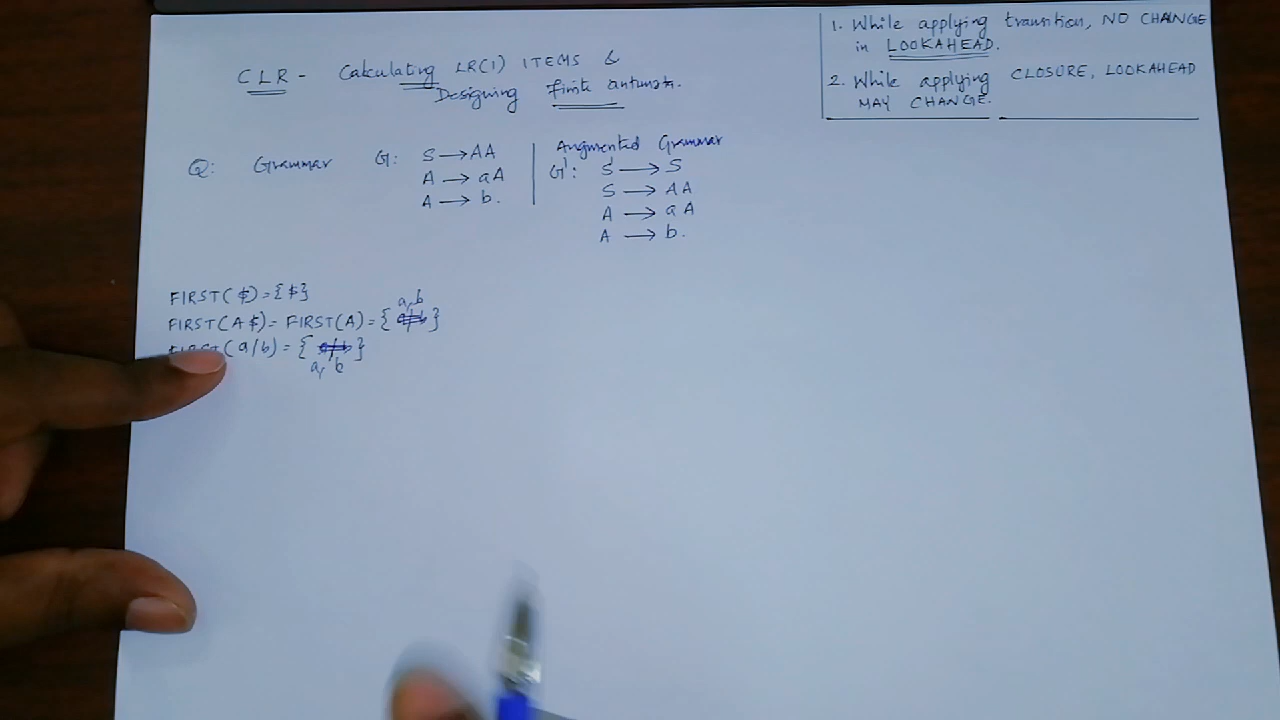 CLR - Calculating LR(1) ITEMS &
Designing finite automata.
1. While applying transition, NO CHANGE
in LOOKAHEAD.
2. While applying CLOSURE, LOOKAHEAD
MAY CHANGE.
Q: Grammar G: S → AA
A → aA
A → b.
Augmented Grammar
G': S' → S
S → AA
A → aA
A → b.
FIRST($) = {$}
a, b
FIRST(A$) = FIRST(A) = { a/b }
FIRST(a/b) = { a/b }
a, b